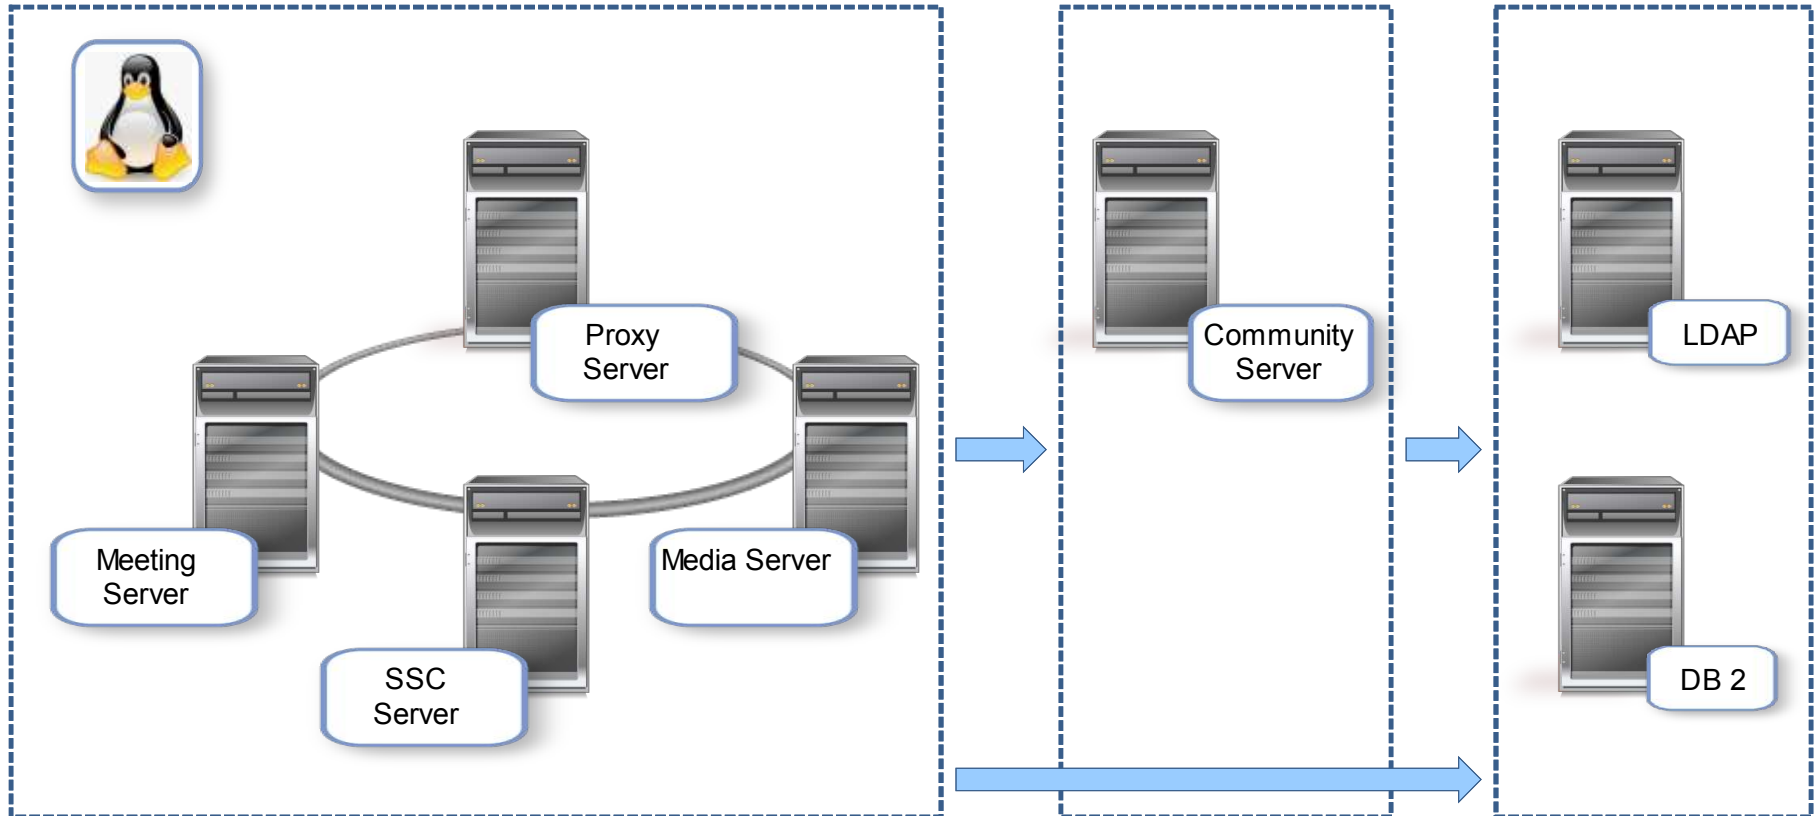 Proxy
Server
Meeting
Server
Media Server
SSC
Server
Community
Server
LDAP
DB 2